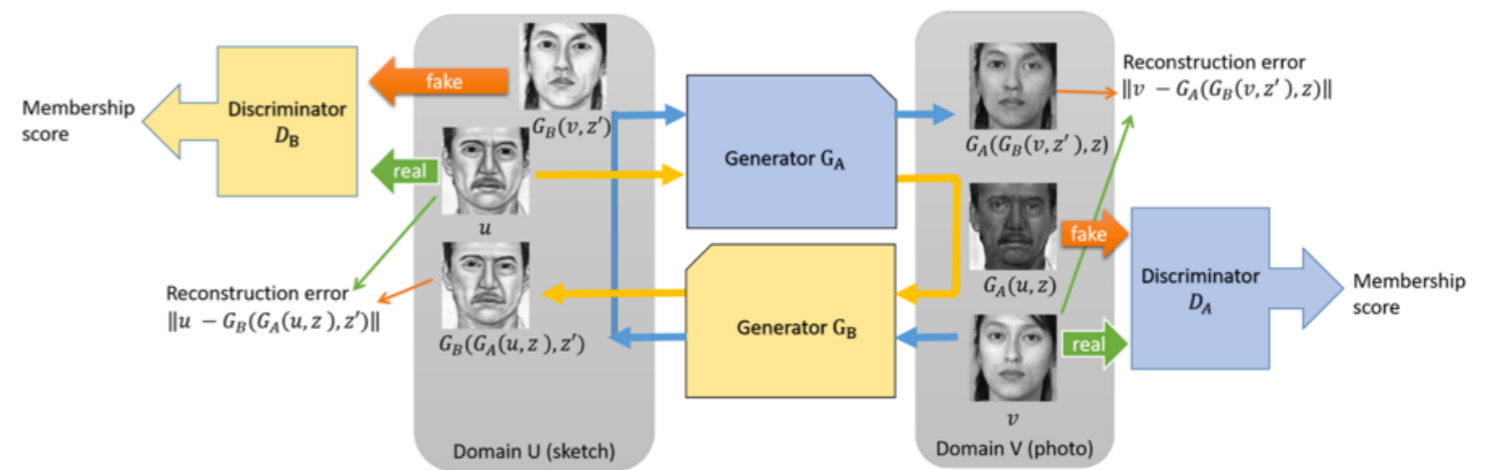 Membership
score
Discriminator
D_B
fake
real
G_B(v, z′)
u
Reconstruction error
‖u − G_B(G_A(u, z), z′)‖
G_B(G_A(u, z), z′)
Domain U (sketch)
Generator G_A
Generator G_B
G_A(G_B(v, z′), z)
G_A(u, z)
v
Domain V (photo)
Reconstruction error
‖v − G_A(G_B(v, z′), z)‖
fake
real
Discriminator
D_A
Membership
score